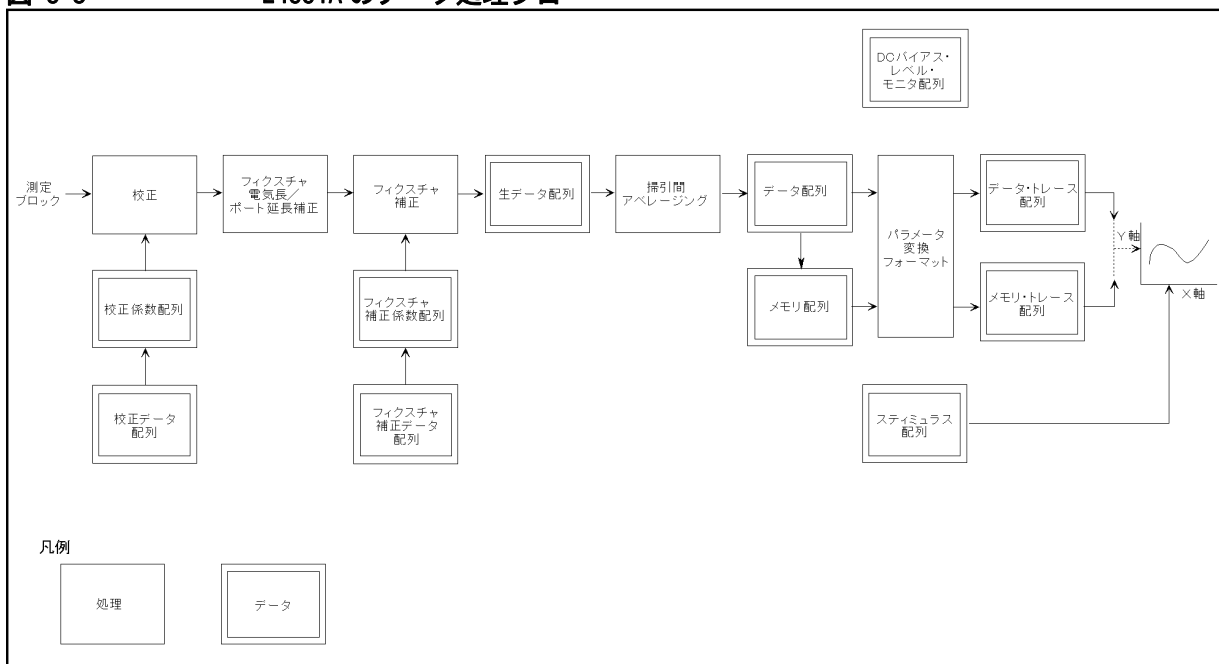 DCバイアス・
レベル・
モニタ配列
測定
ブロック
校正
フィクスチャ
電気長/
ポート延長補正
フィクスチャ
補正
生データ配列
掃引間
アベレージング
データ配列
パラメータ
変換
フォーマット
データ・トレース
配列
Y軸
X軸
校正係数配列
フィクスチャ
補正係数配列
メモリ配列
メモリ・トレース
配列
校正データ
配列
フィクスチャ
補正データ
配列
スティミュラス
配列
凡例
処理
データ